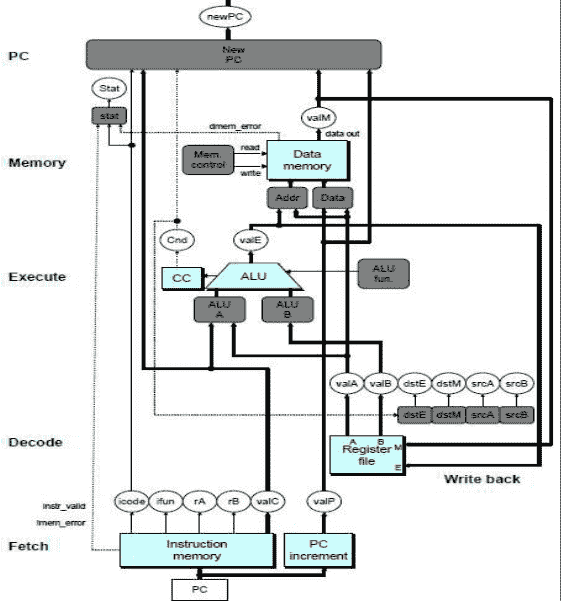 newPC
PC
New
PC
Stat
stat
valM
dmem_error
data out
Memory
Mem.
control
read
write
Data
memory
Addr
Data
Cnd
valE
Execute
CC
ALU
ALU
fun.
ALU
A
ALU
B
valA
valB
dstE
dstM
srcA
srcB
dstE
dstM
srcA
srcB
Decode
A
B
M
Register
file
E
Write back
instr_valid
imem_error
icode
ifun
rA
rB
valC
valP
Fetch
Instruction
memory
PC
increment
PC